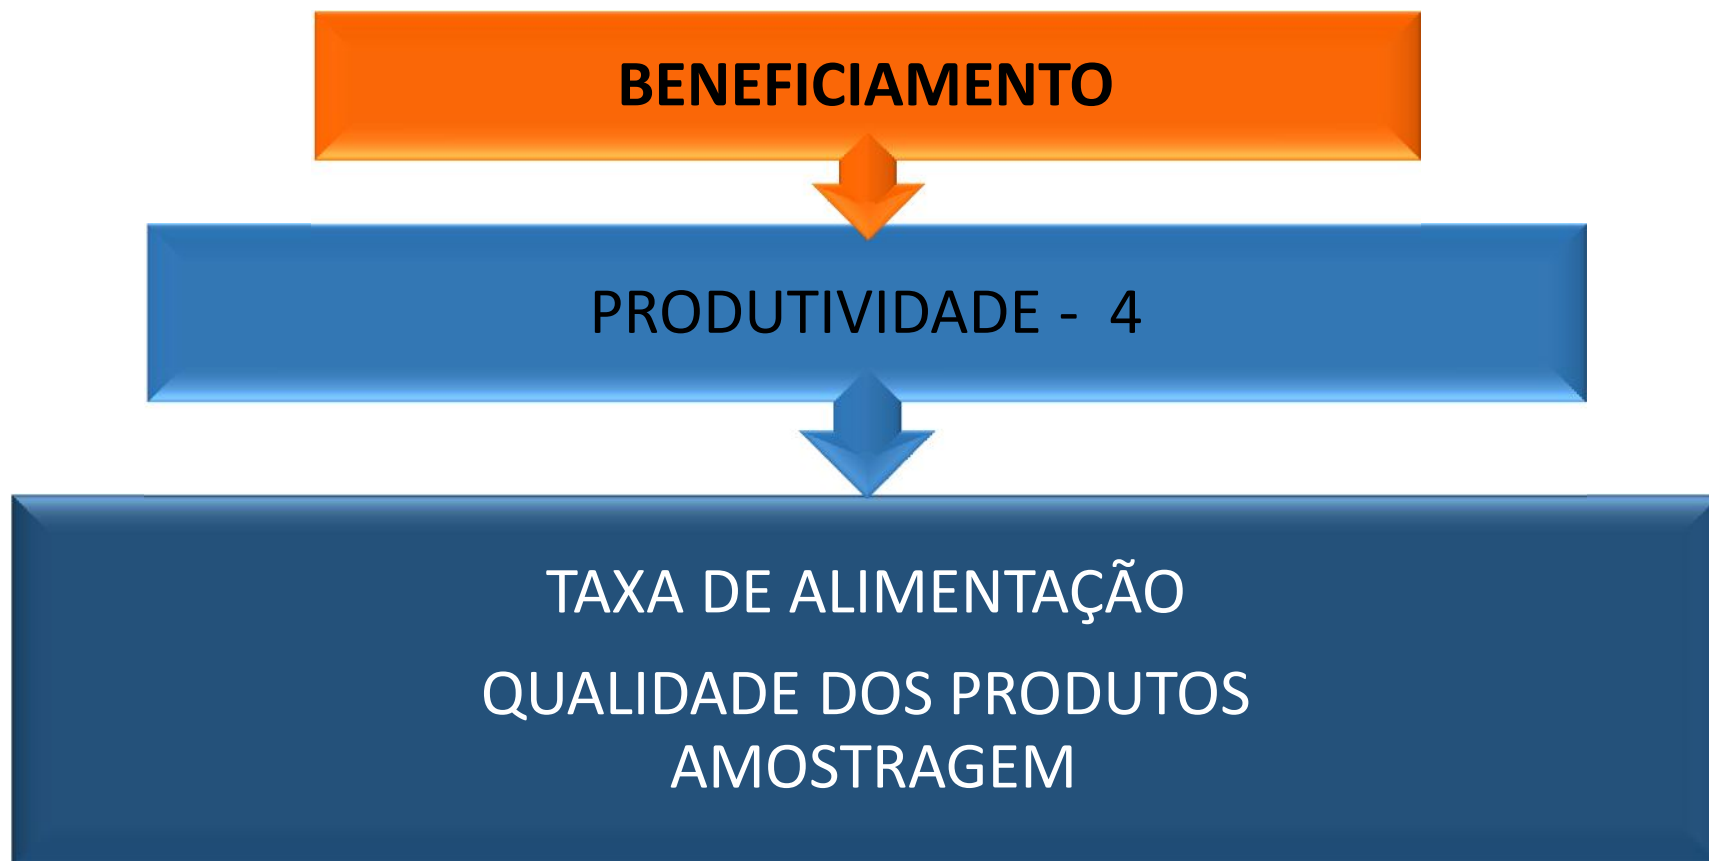 BENEFICIAMENTO
PRODUTIVIDADE - 4
TAXA DE ALIMENTAÇÃO
QUALIDADE DOS PRODUTOS
AMOSTRAGEM